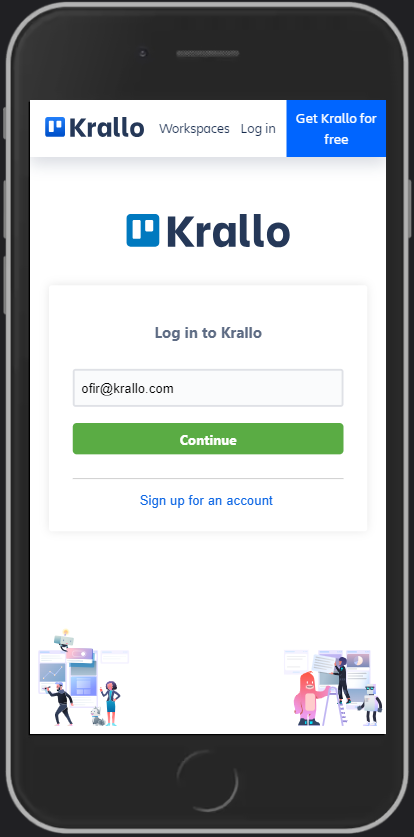 Krallo
Workspaces
Log in
Get Krallo for
free
Krallo
Log in to Krallo
ofir@krallo.com
Continue
Sign up for an account